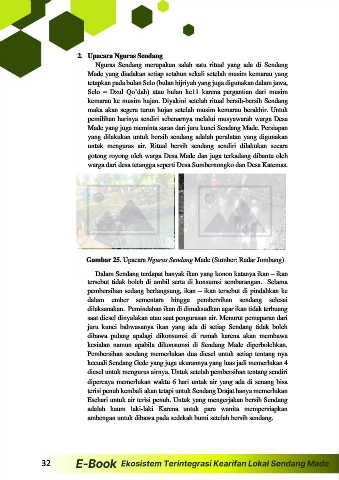 2. Upacara Nguras Sendang
Nguras Sendang merupakan salah satu ritual yang ada di Sendang
Made yang diadakan setiap setahun sekali setelah musim kemarau yang
tetapkan pada bulan Selo (bulan hijriyah yang juga digunakan dalam jawa,
Selo = Dzul Qo'dah) atau bulan ke11 karena pergantian dari musim
kemarau ke musim hujan. Diyakini setelah ritual bersih-bersih Sendang
maka akan segera turun hujan setelah musim kemarau berakhir. Untuk
pemilihan harinya sendiri sebenarnya melalui musyawarah warga Desa
Made yang juga meminta saran dari juru kunci Sendang Made. Persiapan
yang dilakukan untuk bersih sendang adalah peralatan yang digunakan
untuk menguras air. Ritual bersih sendang sendiri dilakukan secara
gotong royong oleh warga Desa Made dan juga terkadang dibantu oleh
warga dari desa tetangga seperti Desa Sumbernongko dan Desa Katemas.
Gambar 25. Upacara Nguras Sendang Made (Sumber: Radar Jombang)
Dalam Sendang terdapat banyak ikan yang konon katanya ikan – ikan
tersebut tidak boleh di ambil serta di konsumsi sembarangan. Selama
pembersihan sedang berlangsung, ikan – ikan tersebut di pindahkan ke
dalam ember sementara hingga pembersihan sendang selesai
dilaksanakan. Pemindahan ikan di dimaksudkan agar ikan tidak terbuang
saat diesel dinyalakan atau saat pengurasan air. Menurut pemaparan dari
juru kunci bahwasanya ikan yang ada di setiap Sendang tidak boleh
dibawa pulang apalagi dikonsumsi di rumah karena akan membawa
kesialan namun apabila dikonsumsi di Sendang Made diperbolehkan.
Pembersihan sendang memerlukan dua diesel untuk setiap tentang nya
kecuali Sendang Gede yang juga ukurannya yang luas jadi memerlukan 4
diesel untuk menguras airnya. Untuk setelah pembersihan tentang sendiri
dipercaya memerlukan waktu 6 hari untuk air yang ada di senang bisa
terisi penuh kembali akan tetapi untuk Sendang Drajat hanya memerlukan
Esehari untuk air terisi penuh. Untuk yang mengerjakan bersih Sendang
adalah kaum laki-laki Karena untuk para wanita mempersiapkan
ambengan untuk dibawa pada sedekah bumi setelah bersih sendang.
32 E-Book Ekosistem Terintegrasi Kearifan Lokal Sendang Made